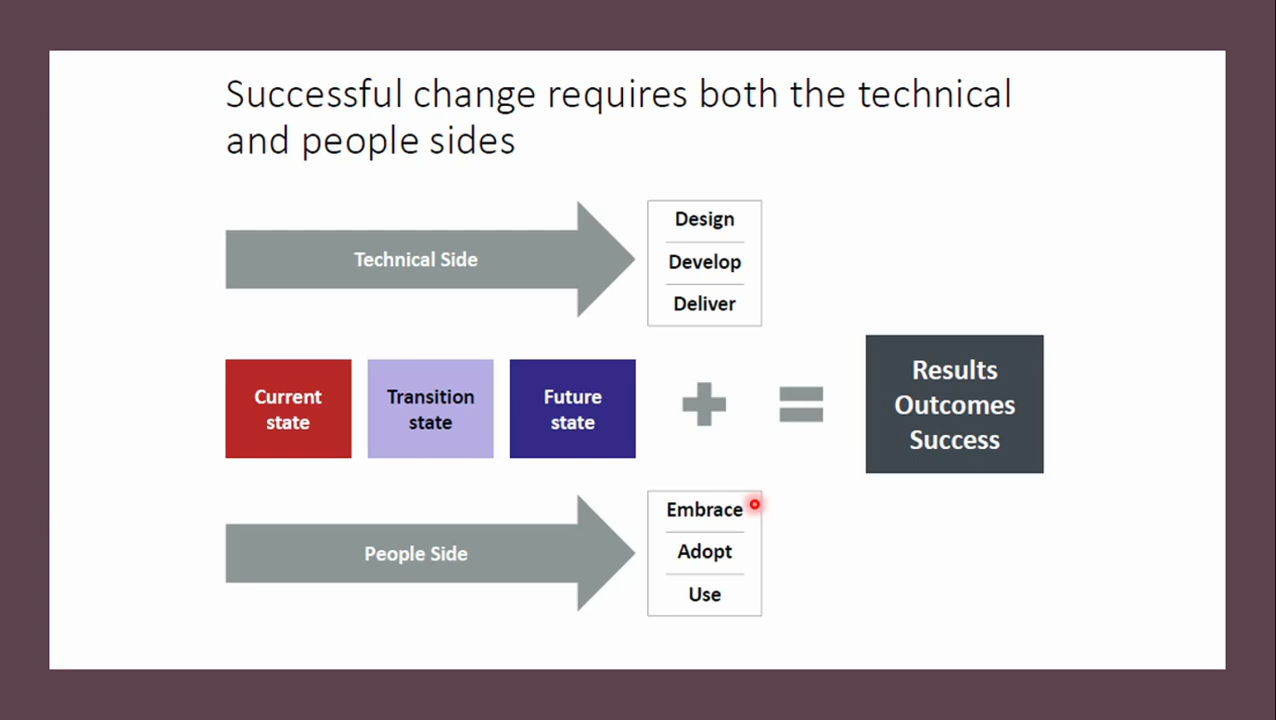 Successful change requires both the technical
and people sides
Technical Side
Design
Develop
Deliver
Current
state
Transition
state
Future
state
Results
Outcomes
Success
People Side
Embrace
Adopt
Use